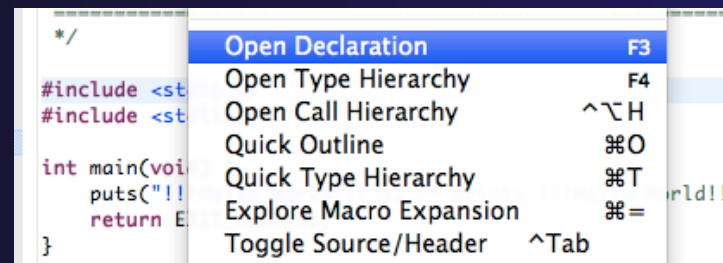 */
Open Declaration F3
#include <st Open Type Hierarchy F4
#include <st Open Call Hierarchy ^⌥H
Quick Outline ⌘O
int main(voi Quick Type Hierarchy ⌘T
puts("!! Explore Macro Expansion ⌘= rld!!
return E Toggle Source/Header ^Tab
}